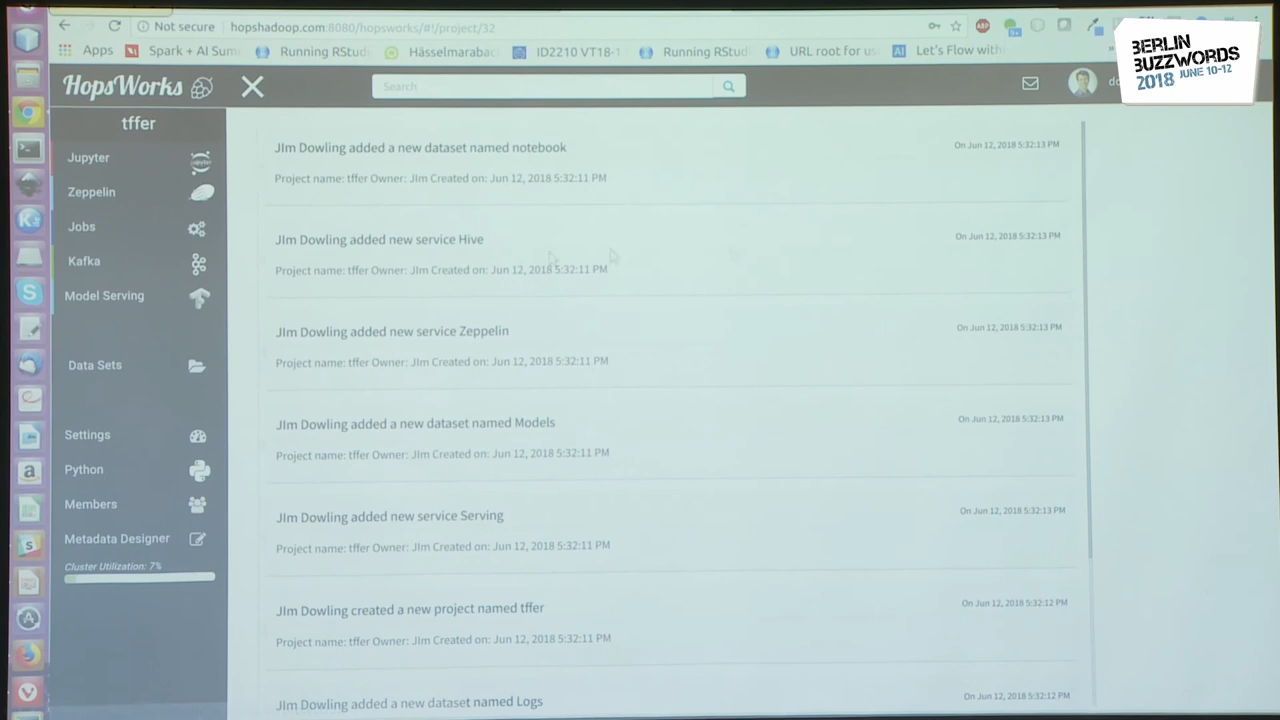 Not secure hopshadoop.com:8080/hopsworks/#!/project/32
Apps Spark + AI Sum Running RStudi Hässelmaraba ID2210 VT18-1 Running RStudi URL root for us Let's Flow with
BERLIN
BUZZWORDS
2018 JUNE 10-12
HopsWorks
Search
tffer
Jupyter
Zeppelin
Jobs
Kafka
Model Serving
Data Sets
Settings
Python
Members
Metadata Designer
Cluster Utilization: 7%
JIm Dowling added a new dataset named notebook
On Jun 12, 2018 5:32:13 PM
Project name: tffer Owner: JIm Created on: Jun 12, 2018 5:32:11 PM
JIm Dowling added new service Hive
On Jun 12, 2018 5:32:13 PM
Project name: tffer Owner: JIm Created on: Jun 12, 2018 5:32:11 PM
JIm Dowling added new service Zeppelin
On Jun 12, 2018 5:32:13 PM
Project name: tffer Owner: JIm Created on: Jun 12, 2018 5:32:11 PM
JIm Dowling added a new dataset named Models
On Jun 12, 2018 5:32:13 PM
Project name: tffer Owner: JIm Created on: Jun 12, 2018 5:32:11 PM
JIm Dowling added new service Serving
On Jun 12, 2018 5:32:13 PM
Project name: tffer Owner: JIm Created on: Jun 12, 2018 5:32:11 PM
JIm Dowling created a new project named tffer
On Jun 12, 2018 5:32:12 PM
Project name: tffer Owner: JIm Created on: Jun 12, 2018 5:32:11 PM
JIm Dowling added a new dataset named Logs
On Jun 12, 2018 5:32:12 PM